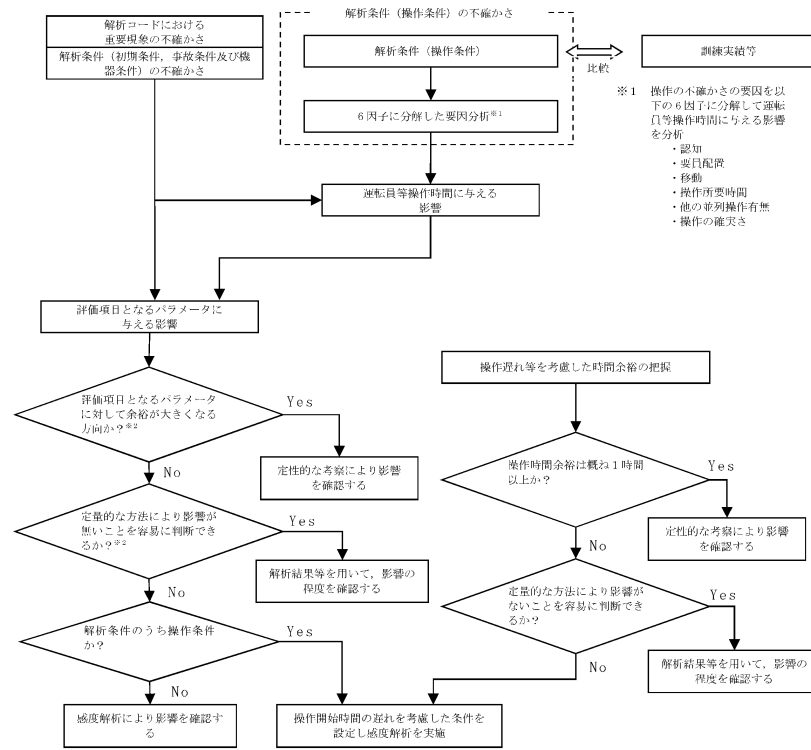 解析コードにおける
重要現象の不確かさ
解析条件（初期条件，事故条件及び機
器条件）の不確かさ
解析条件（操作条件）の不確かさ
解析条件（操作条件）
６因子に分解した要因分析※１
比較
訓練実績等
※１　操作の不確かさの要因を以
下の６因子に分解して運転
員等操作時間に与える影響
を分析
・認知
・要員配置
・移動
・操作所要時間
・他の並列操作有無
・操作の確実さ
運転員等操作時間に与える
影響
評価項目となるパラメータに
与える影響
評価項目となるパラメータ
に対して余裕が大きくなる
方向か？※２
Yes
定性的な考察により影響
を確認する
No
定量的な方法により影響が
無いことを容易に判断でき
るか？※２
Yes
解析結果等を用いて，影響の
程度を確認する
No
解析条件のうち操作条件
か？
Yes
No
感度解析により影響を確認す
る
操作開始時間の遅れを考慮した条件を
設定し感度解析を実施
操作遅れ等を考慮した時間余裕の把握
操作時間余裕は概ね１時間
以上か？
Yes
定性的な考察により影響
を確認する
No
定量的な方法により影響が
ないことを容易に判断でき
るか？
Yes
解析結果等を用いて，影響の
程度を確認する
No